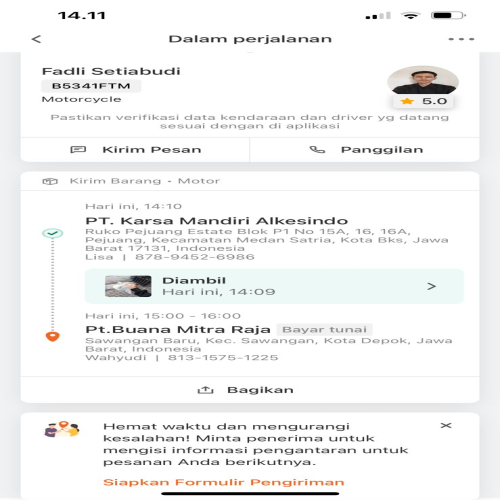 14.11
Dalam perjalanan
Fadli Setiabudi
B5341FTM
Motorcycle
5.0
Pastikan verifikasi data kendaraan dan driver yg datang
sesuai dengan di aplikasi
Kirim Pesan
Panggilan
Kirim Barang • Motor
Hari ini, 14:10
PT. Karsa Mandiri Alkesindo
Ruko Pejuang Estate Blok P1 No 15A, 16, 16A,
Pejuang, Kecamatan Medan Satria, Kota Bks, Jawa
Barat 17131, Indonesia
Lisa | 878-9452-6986
Diambil
Hari ini, 14:09
Hari ini, 15:00 - 16:00
Pt.Buana Mitra Raja Bayar tunai
Sawangan Baru, Kec. Sawangan, Kota Depok, Jawa
Barat, Indonesia
Wahyudi | 813-1575-1225
Bagikan
Hemat waktu dan mengurangi
kesalahan! Minta penerima untuk
mengisi informasi pengantaran untuk
pesanan Anda berikutnya.
Siapkan Formulir Pengiriman